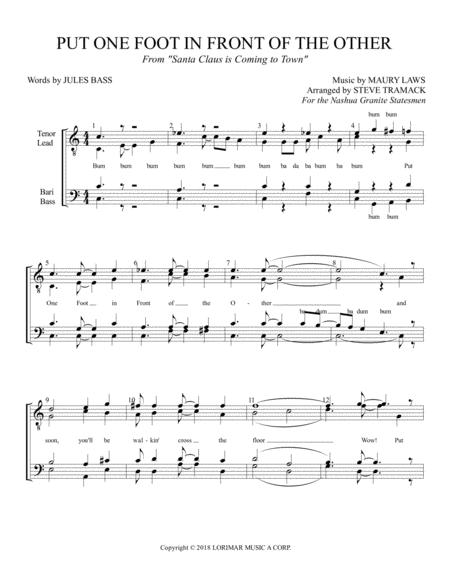 PUT ONE FOOT IN FRONT OF THE OTHER
From "Santa Claus is Coming to Town"
Words by JULES BASS
Music by MAURY LAWS
Arranged by STEVE TRAMACK
For the Nashua Granite Statesmen
bum bum
Tenor
Lead
Bum bum bum bum bum bum bum ba da bum ba bum Put
Bari
Bass
bum bum
1 2 3 4 5 6 7 8
One Foot in Front of the O - ther and
bum dum ba dum bum
9 10 11 12
soon, you'll be walkin' cross the floor Wow! Put
Copyright © 2018 LORIMAR MUSIC A CORP.